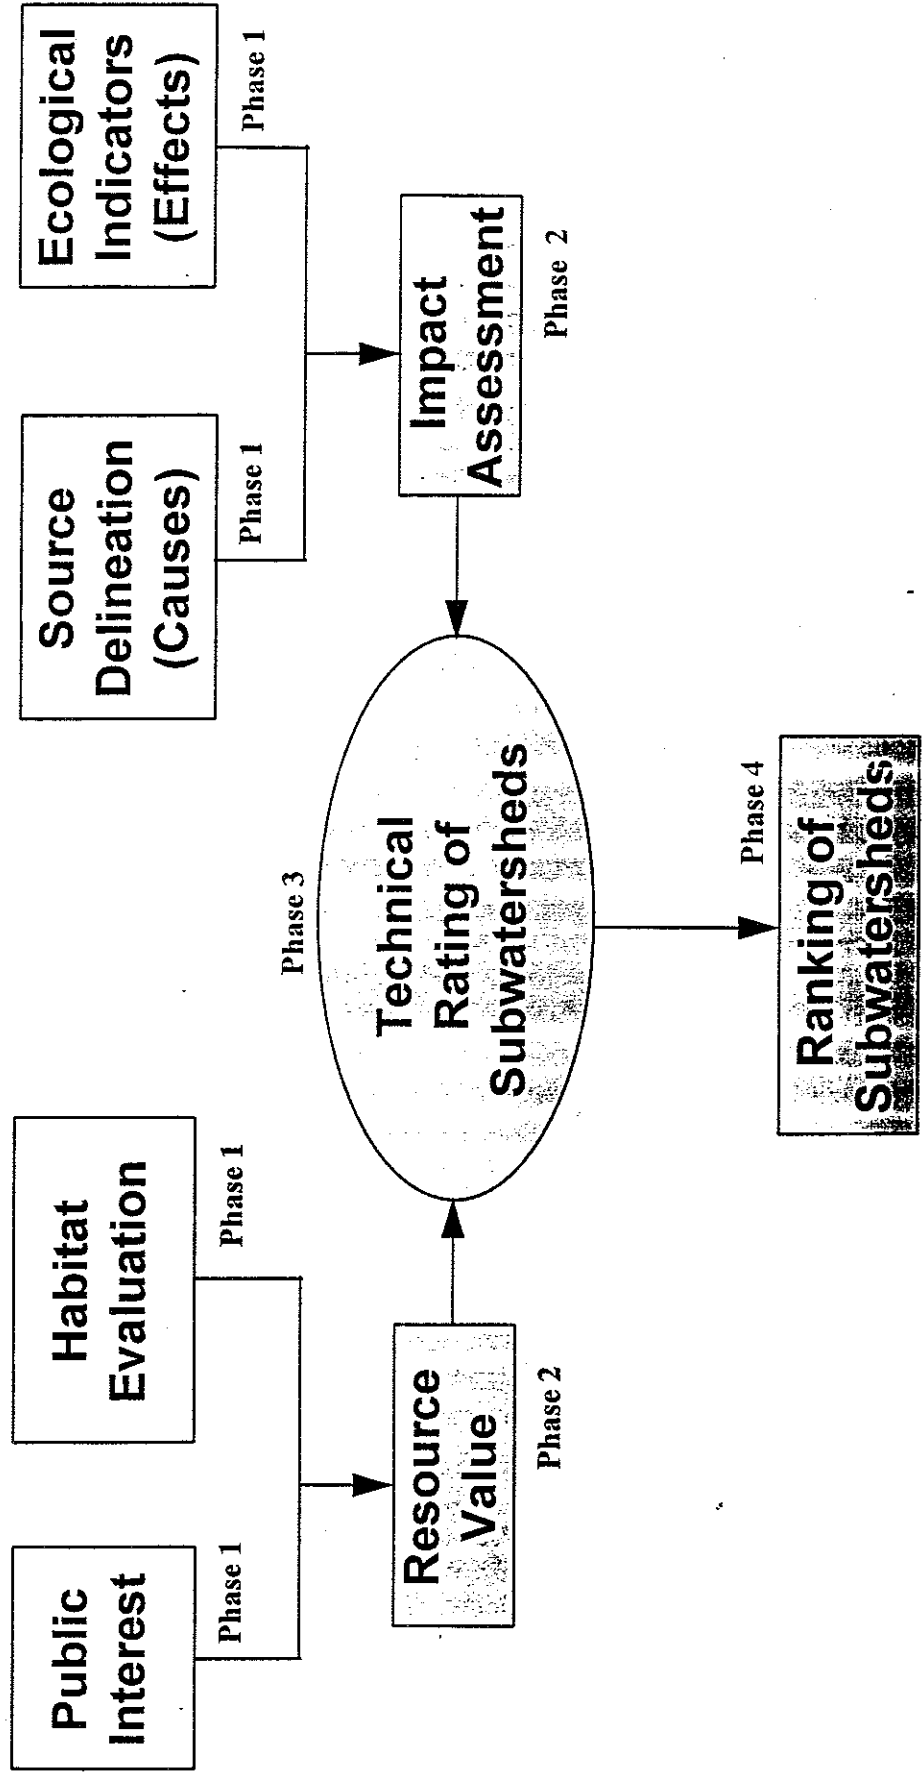 Public
Interest
Phase 1
Habitat
Evaluation
Phase 1
Source
Delineation
(Causes)
Phase 1
Ecological
Indicators
(Effects)
Phase 1
Resource
Value
Phase 2
Phase 3
Technical
Rating of
Subwatersheds
Impact
Assessment
Phase 2
Ranking of
Subwatersheds
Phase 4